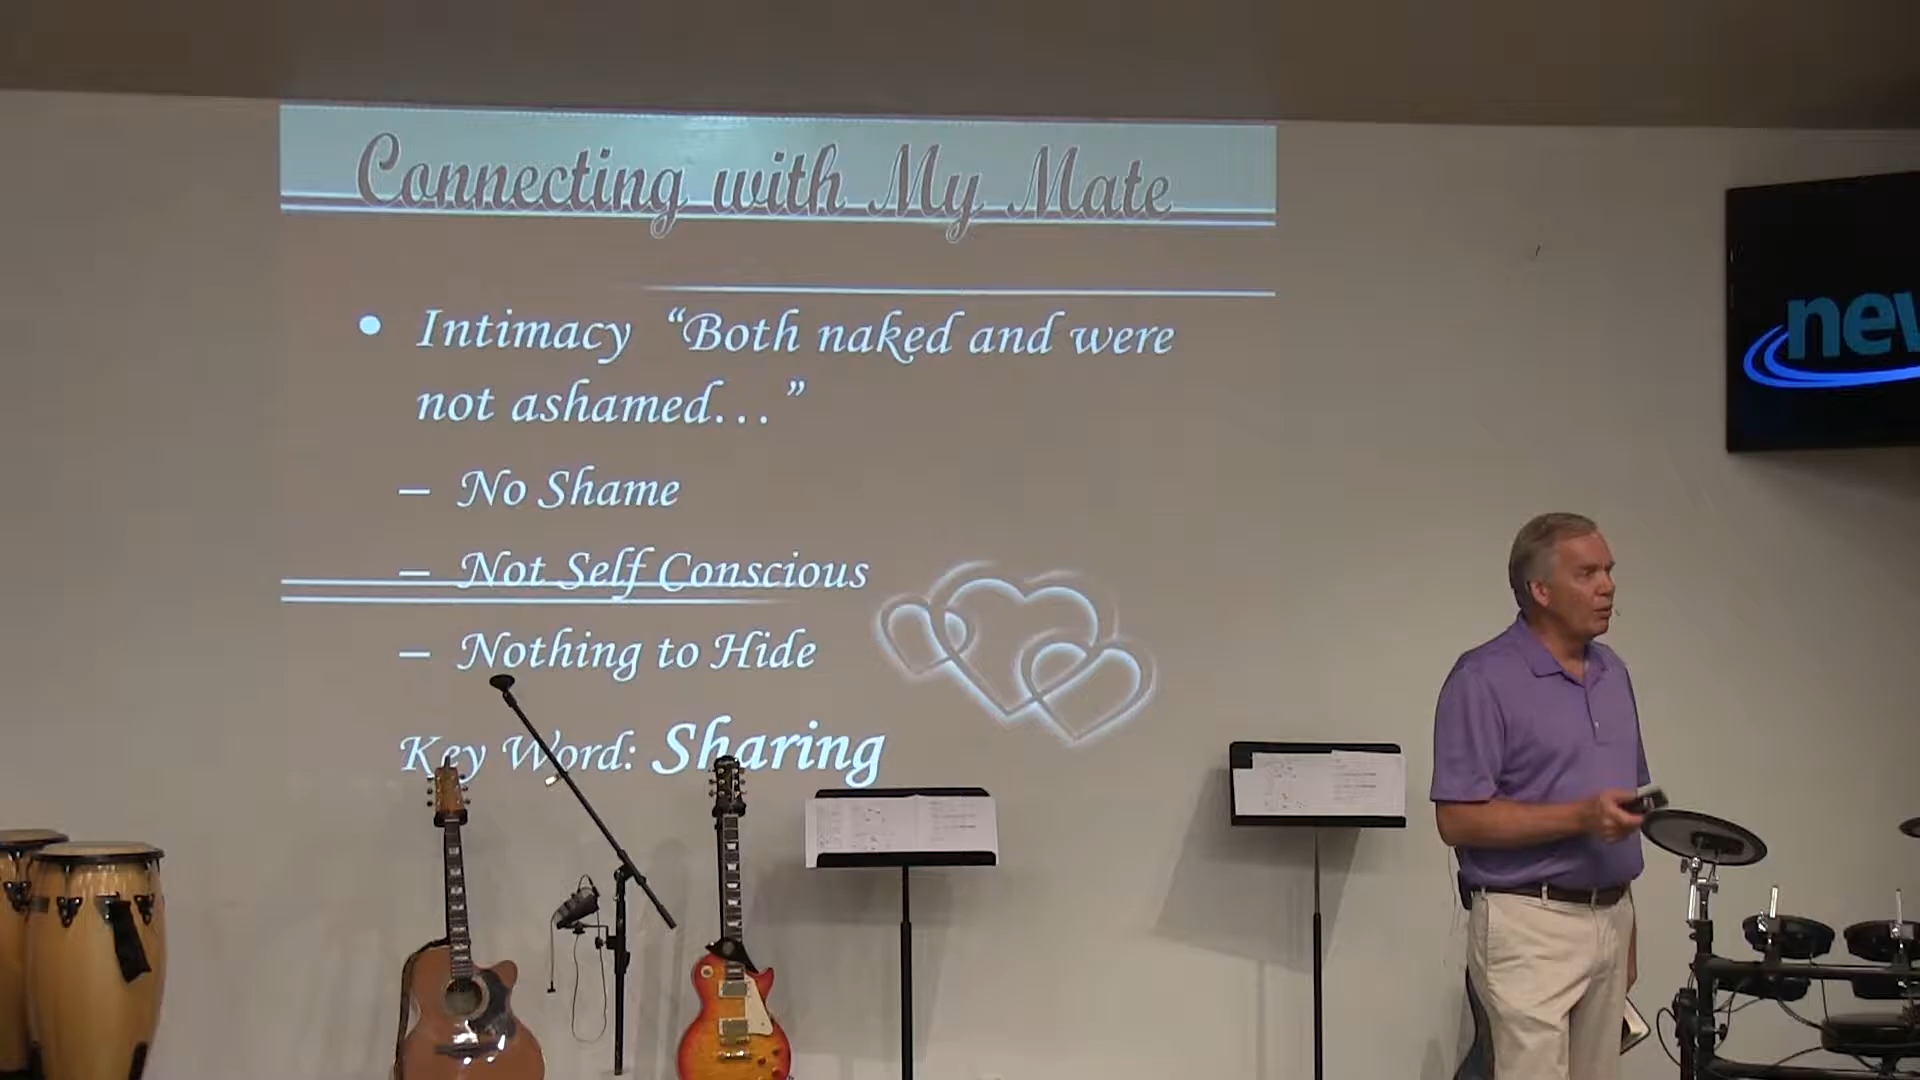 Connecting with My Mate
• Intimacy “Both naked and were
not ashamed…”
– No Shame
– Not Self Conscious
– Nothing to Hide
Key Word: Sharing
new